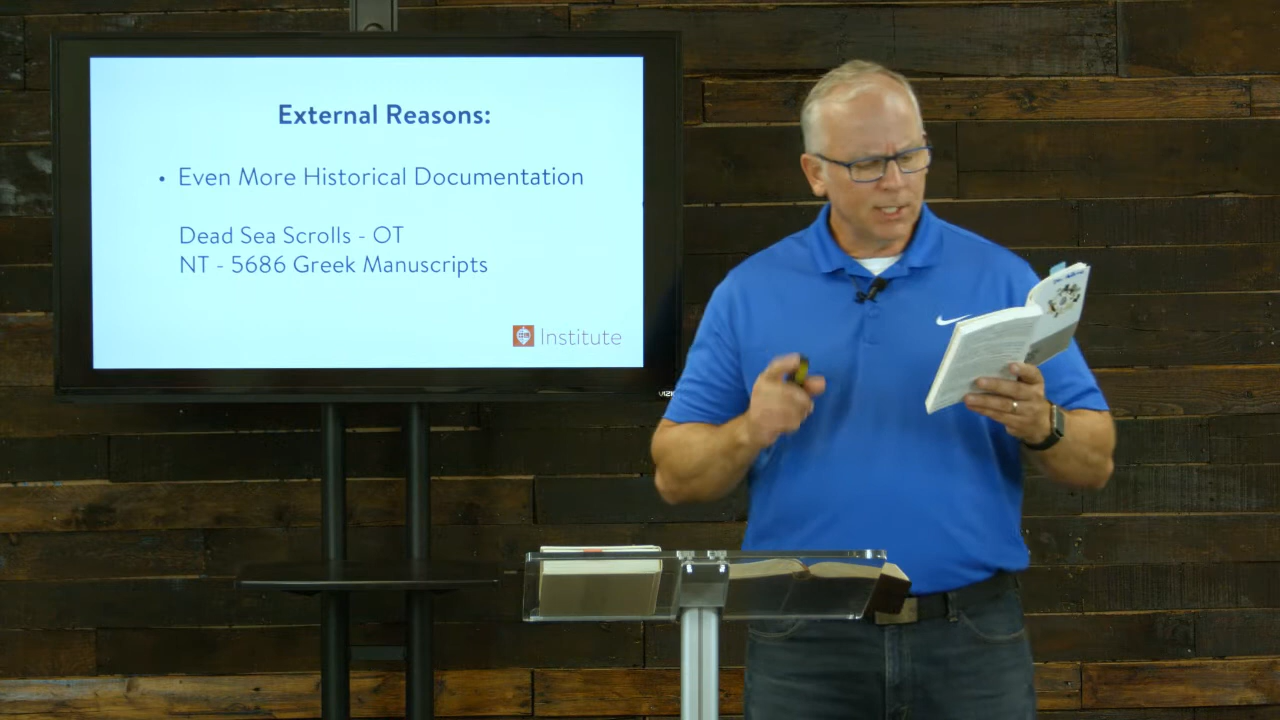 External Reasons:
• Even More Historical Documentation
Dead Sea Scrolls - OT
NT - 5686 Greek Manuscripts
Institute